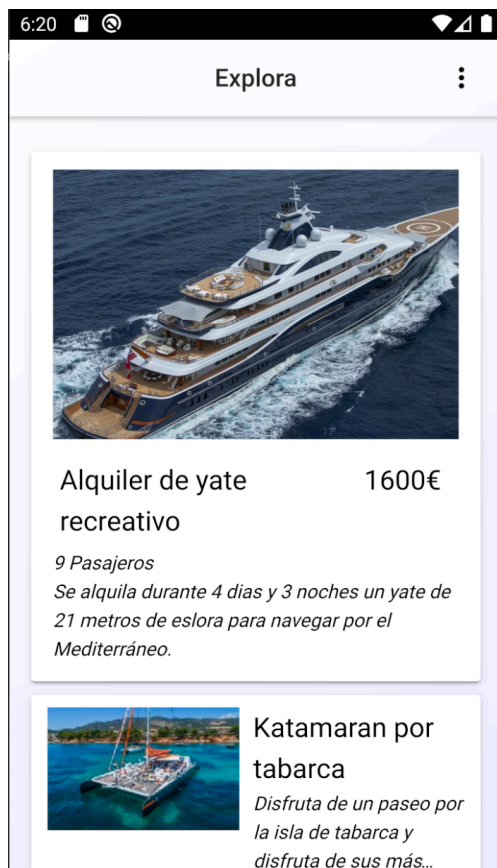 6:20
Explora
Alquiler de yate
recreativo
1600€
9 Pasajeros
Se alquila durante 4 dias y 3 noches un yate de
21 metros de eslora para navegar por el
Mediterráneo.
Katamaran por
tabarca
Disfruta de un paseo por
la isla de tabarca y
disfruta de sus más...